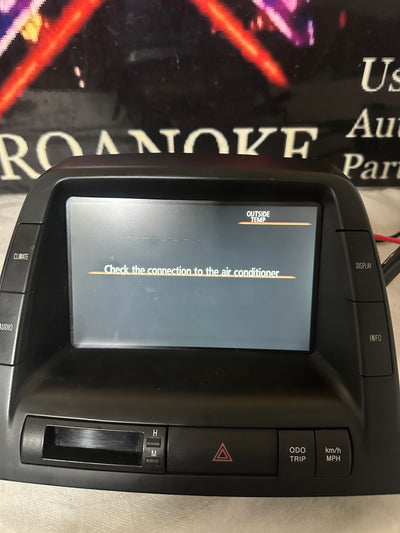 Us
Aut
ROANOKE
Part
OUTSIDE
TEMP
CLIMATE
DISPLAY
Check the connection to the air conditioner
AUDIO
INFO
H
M
ODO
TRIP
km/h
MPH